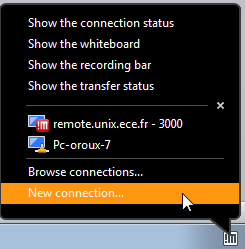 Show the connection status
Show the whiteboard
Show the recording bar
Show the transfer status
remote.unix.ece.fr - 3000
Pc-oroux-7
Browse connections...
New connection...